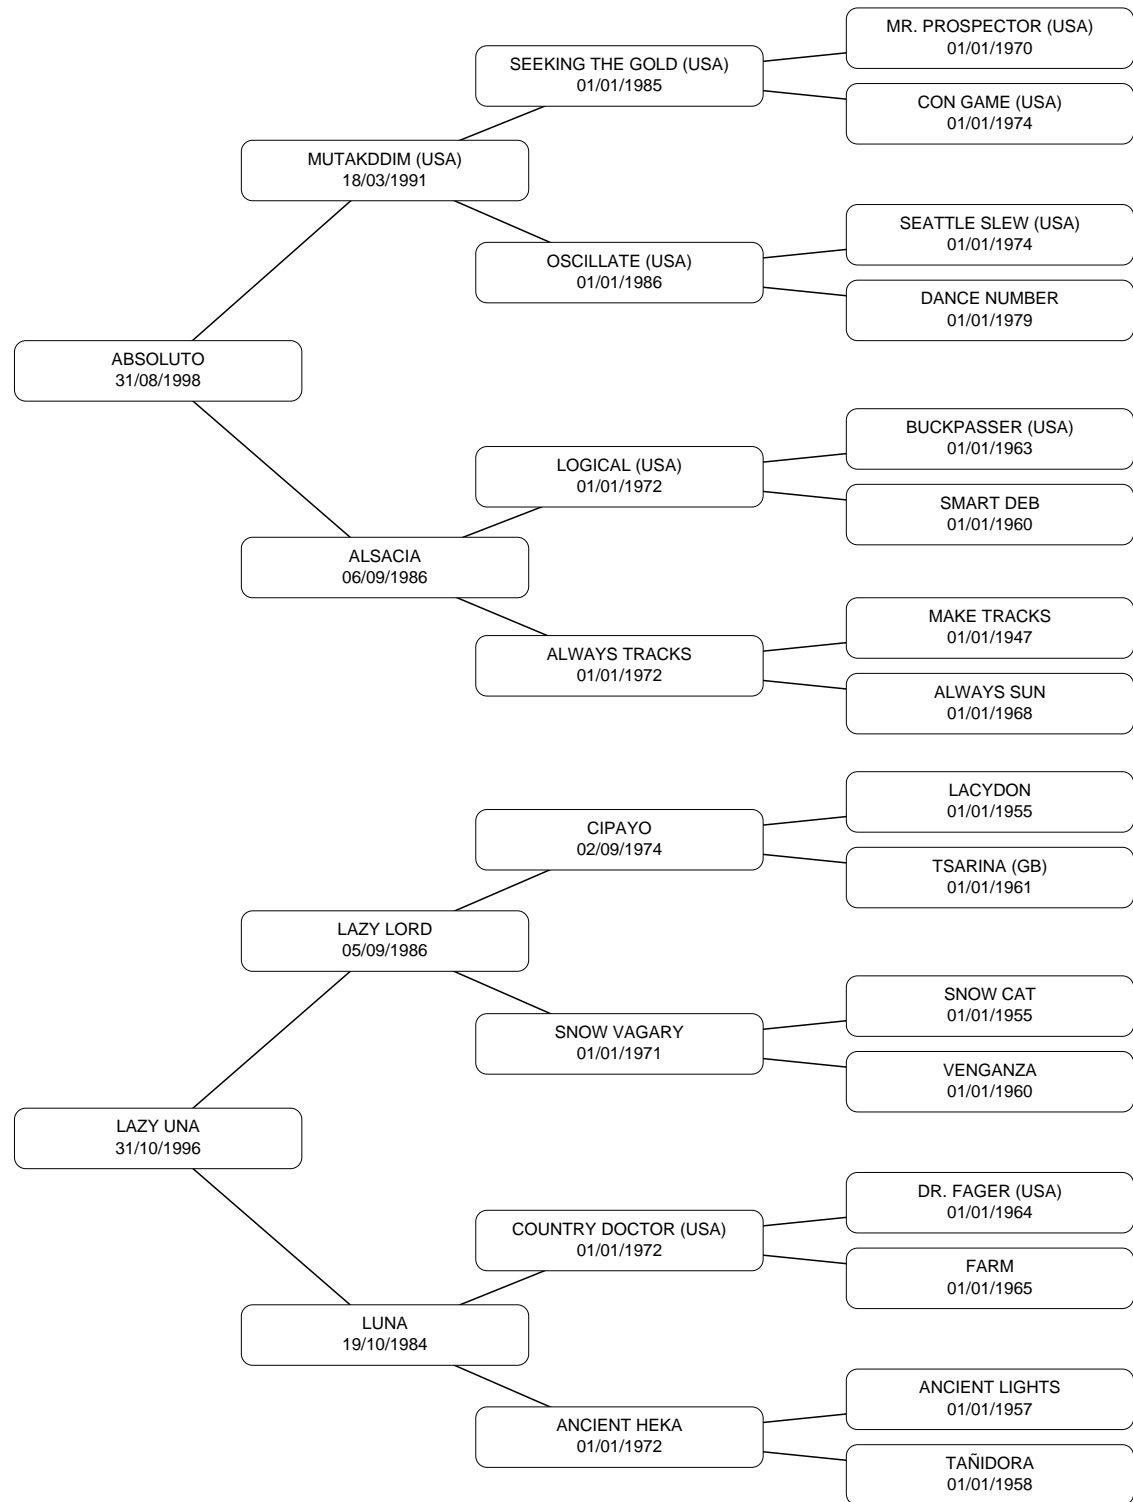 MR. PROSPECTOR (USA)
01/01/1970
SEEKING THE GOLD (USA)
01/01/1985
CON GAME (USA)
01/01/1974
MUTAKDDIM (USA)
18/03/1991
SEATTLE SLEW (USA)
01/01/1974
OSCILLATE (USA)
01/01/1986
DANCE NUMBER
01/01/1979
ABSOLUTO
31/08/1998
BUCKPASSER (USA)
01/01/1963
LOGICAL (USA)
01/01/1972
SMART DEB
01/01/1960
ALSACIA
06/09/1986
MAKE TRACKS
01/01/1947
ALWAYS TRACKS
01/01/1972
ALWAYS SUN
01/01/1968
LACYDON
01/01/1955
CIPAYO
02/09/1974
TSARINA (GB)
01/01/1961
LAZY LORD
05/09/1986
SNOW CAT
01/01/1955
SNOW VAGARY
01/01/1971
VENGANZA
01/01/1960
LAZY UNA
31/10/1996
DR. FAGER (USA)
01/01/1964
COUNTRY DOCTOR (USA)
01/01/1972
FARM
01/01/1965
LUNA
19/10/1984
ANCIENT LIGHTS
01/01/1957
ANCIENT HEKA
01/01/1972
TAÑIDORA
01/01/1958